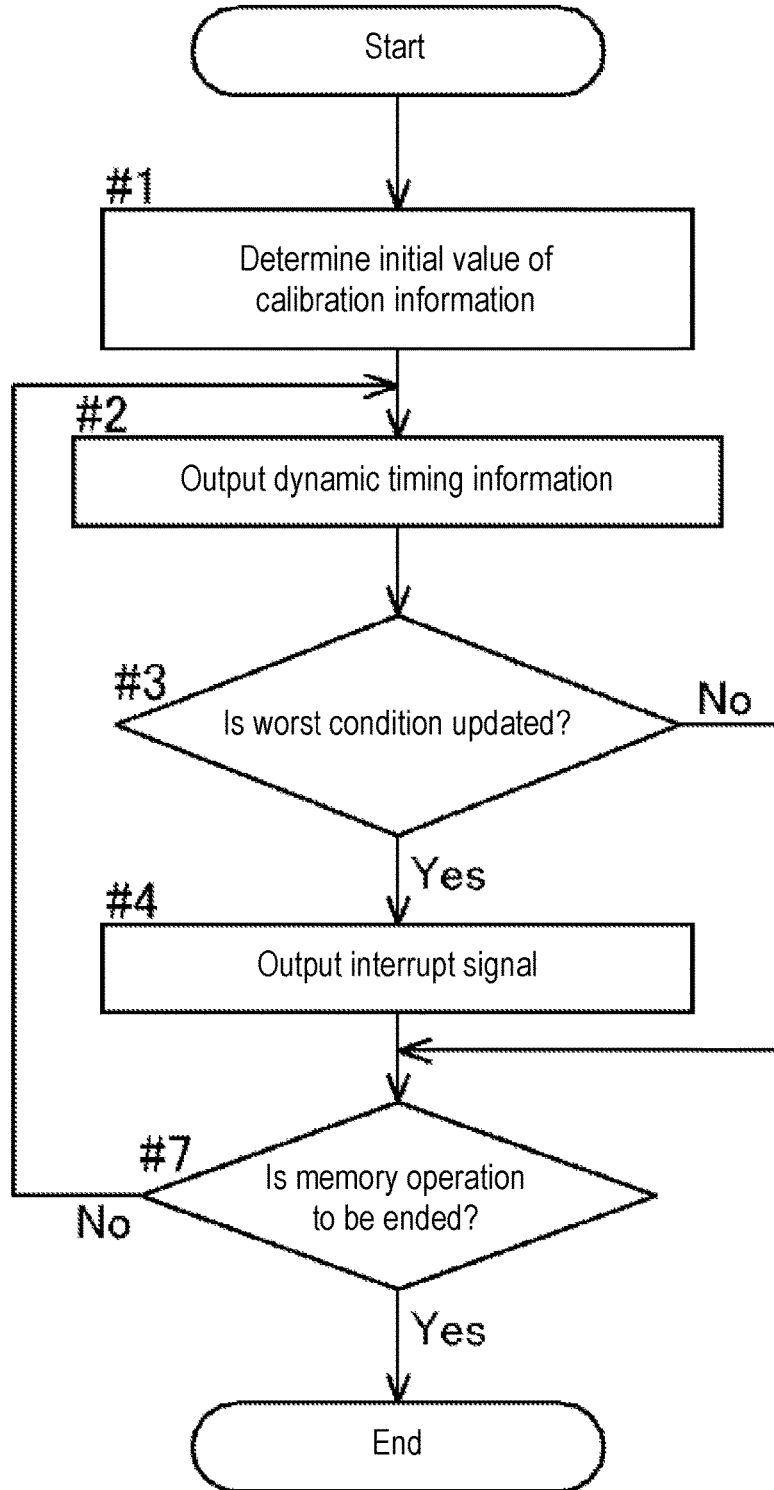 Start
#1
Determine initial value of
calibration information
#2
Output dynamic timing information
#3
Is worst condition updated?
No
Yes
#4
Output interrupt signal
#7
Is memory operation
to be ended?
No
Yes
End